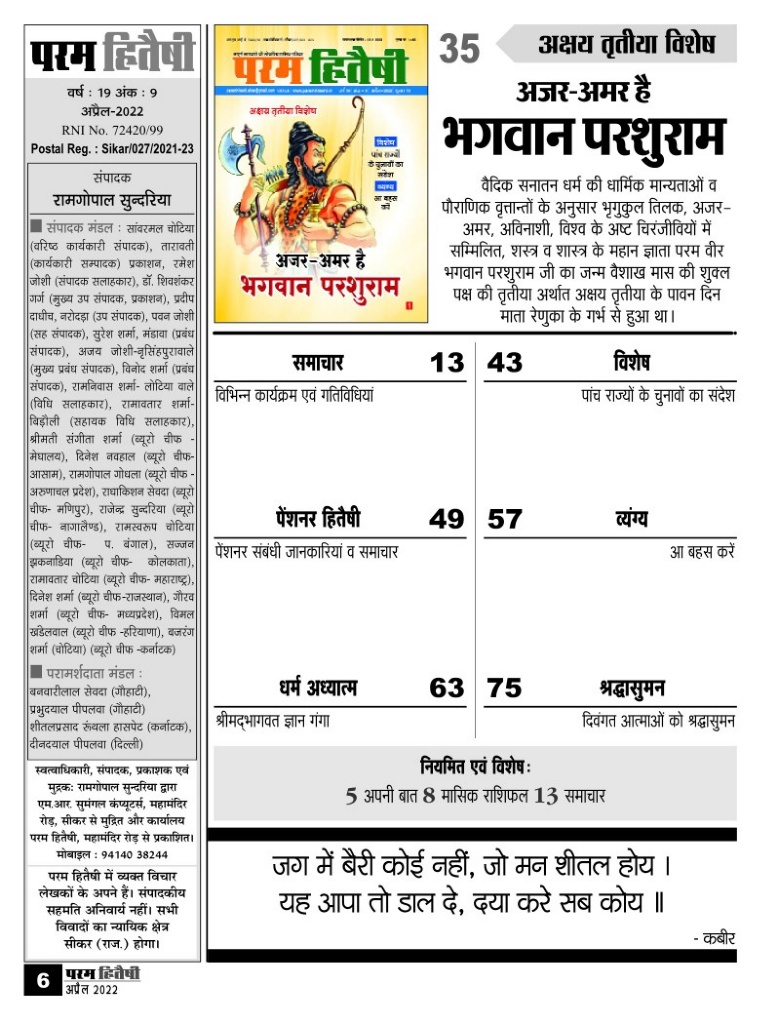 परम हितैषी
वर्ष : 19 अंक : 9
अप्रैल-2022
RNI No. 72420/99
Postal Reg. : Sikar/027/2021-23
संपादक
रामगोपाल सुन्दरिया
संपादक मंडल : सांवरमल चोटिया
(वरिष्ठ कार्यकारी संपादक), तारावती
(कार्यकारी सम्पादक) प्रकाशन, रमेश
जोशी (संपादक सलाहकार), डॉ. शिवशंकर
गर्ग (मुख्य उप संपादक, प्रकाशन), प्रदीप
दाधीच, नरोदड़ा (उप संपादक), पवन जोशी
(सह संपादक), सुरेश शर्मा, मंडावा (प्रबंध
संपादक), अजय जोशी-नृसिंहपुरावाले
(मुख्य प्रबंध संपादक), विनोद शर्मा (प्रबंध
संपादक), रामनिवास शर्मा- लोटिया वाले
(विधि सलाहकार), रामावतार शर्मा-
बिड़ौली (सहायक विधि सलाहकार),
श्रीमती संगीता शर्मा (ब्यूरो चीफ -
मेघालय), दिनेश नवहाल (ब्यूरो चीफ-
आसाम), रामगोपाल गोधला (ब्यूरो चीफ -
अरुणाचल प्रदेश), राधाकिशन सेवदा (ब्यूरो
चीफ- मणिपुर), राजेन्द्र सुन्दरिया (ब्यूरो
चीफ- नागालैण्ड), रामस्वरूप चोटिया
(ब्यूरो चीफ- प. बंगाल), सज्जन
झकनाडिया (ब्यूरो चीफ- कोलकाता),
रामावतार चोटिया (ब्यूरो चीफ- महाराष्ट्र),
दिनेश शर्मा (ब्यूरो चीफ-राजस्थान), गौरव
शर्मा (ब्यूरो चीफ- मध्यप्रदेश), विमल
खंडेलवाल (ब्यूरो चीफ -हरियाणा), बजरंग
शर्मा (चोटिया) (ब्यूरो चीफ -कर्नाटक)
परामर्शदाता मंडल :
बनवारीलाल सेवदा (गौहाटी),
प्रभुदयाल पीपलवा (गौहाटी)
शीतलप्रसाद रूंथला हासपेट (कर्नाटक),
दीनदयाल पीपलवा (दिल्ली)
स्वत्वाधिकारी, संपादक, प्रकाशक एवं
मुद्रक: रामगोपाल सुन्दरिया द्वारा
एम.आर. सुमंगल कंप्यूटर्स, महामंदिर
रोड़, सीकर से मुद्रित और कार्यालय
परम हितैषी, महामंदिर रोड़ से प्रकाशित।
मोबाइल : 94140 38244
परम हितैषी में व्यक्त विचार
लेखकों के अपने हैं। संपादकीय
सहमति अनिवार्य नहीं। सभी
विवादों का न्यायिक क्षेत्र
सीकर (राज.) होगा।
परम हितैषी
अक्षय तृतीया विशेष
विशेष
पांच राज्यों
के चुनावों का
संदेश
व्यंग्य
आ बहस
करें
अजर-अमर है
भगवान परशुराम
35 अक्षय तृतीया विशेष
अजर-अमर है
भगवान परशुराम
वैदिक सनातन धर्म की धार्मिक मान्यताओं व
पौराणिक वृत्तान्तों के अनुसार भृगुकुल तिलक, अजर-
अमर, अविनाशी, विश्व के अष्ट चिरंजीवियों में
सम्मिलित, शस्त्र व शास्त्र के महान ज्ञाता परम वीर
भगवान परशुराम जी का जन्म वैशाख मास की शुक्ल
पक्ष की तृतीया अर्थात अक्षय तृतीया के पावन दिन
माता रेणुका के गर्भ से हुआ था।
समाचार 13
विभिन्न कार्यक्रम एवं गतिविधियां
43 विशेष
पांच राज्यों के चुनावों का संदेश
पेंशनर हितैषी 49
पेंशनर संबंधी जानकारियां व समाचार
57 व्यंग्य
आ बहस करें
धर्म अध्यात्म 63
श्रीमद्भागवत ज्ञान गंगा
75 श्रद्धासुमन
दिवंगत आत्माओं को श्रद्धासुमन
नियमित एवं विशेष:
5 अपनी बात 8 मासिक राशिफल 13 समाचार
जग में बैरी कोई नहीं, जो मन शीतल होय ।
यह आपा तो डाल दे, दया करे सब कोय ॥
- कबीर
6 परम हितैषी
अप्रैल 2022